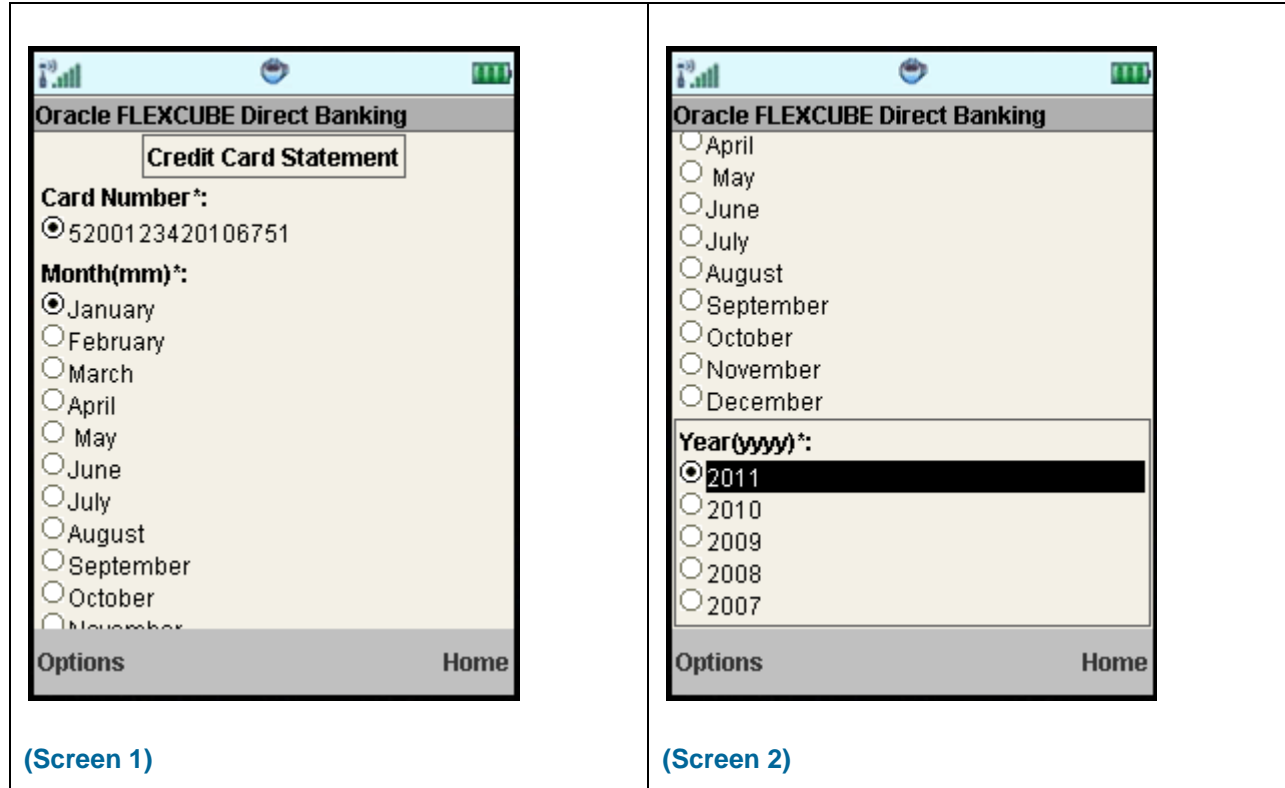 Oracle FLEXCUBE Direct Banking
Credit Card Statement
Card Number*:
5200123420106751
Month(mm)*:
January
February
March
April
May
June
July
August
September
October
November
Options Home
(Screen 1)
Oracle FLEXCUBE Direct Banking
April
May
June
July
August
September
October
November
December
Year(yyyy)*:
2011
2010
2009
2008
2007
Options Home
(Screen 2)